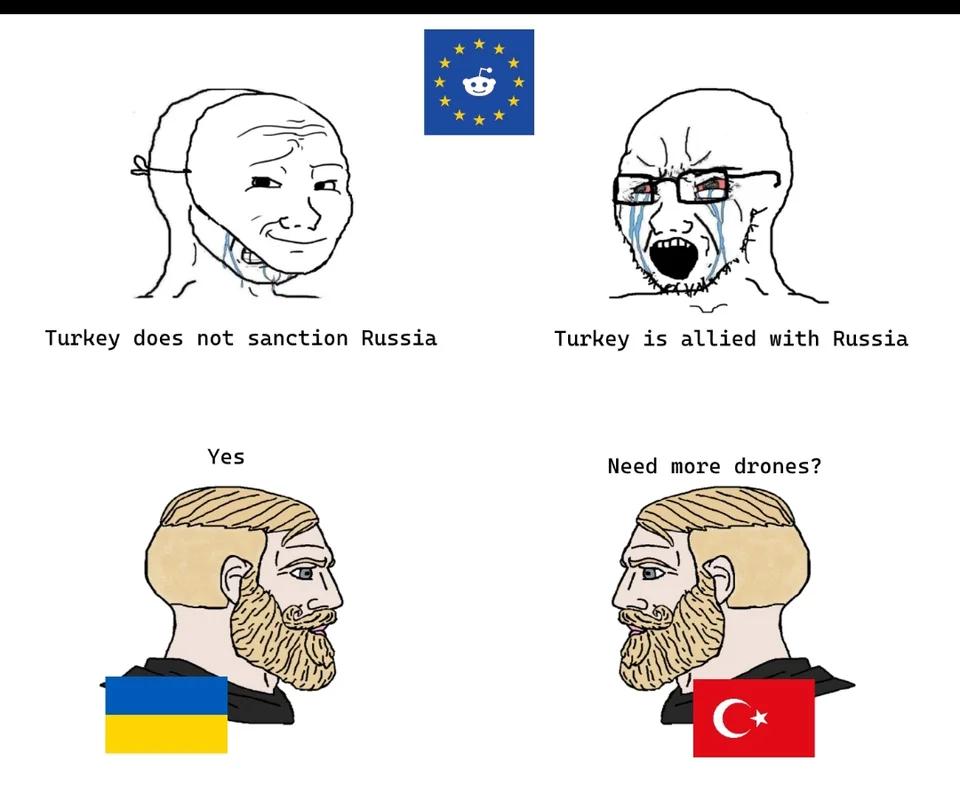 Turkey does not sanction Russia
Turkey is allied with Russia
Yes
Need more drones?